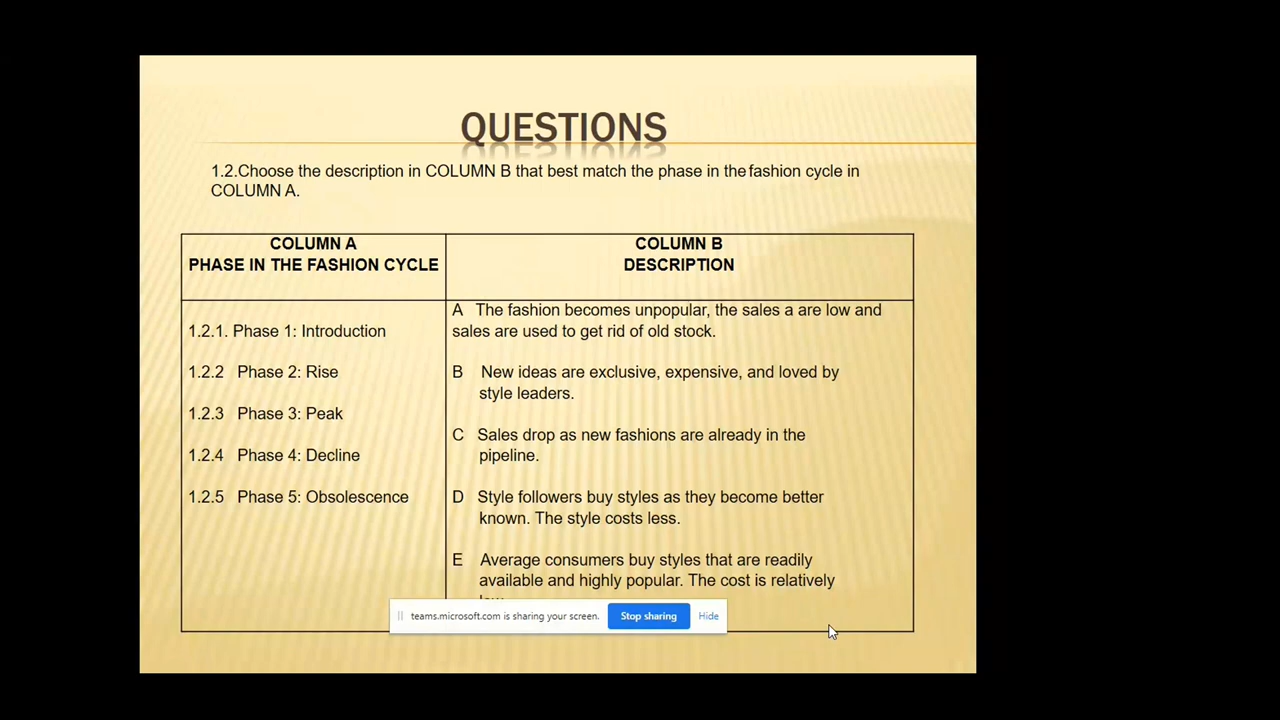 QUESTIONS
1.2.Choose the description in COLUMN B that best match the phase in the fashion cycle in
COLUMN A.
COLUMN A
PHASE IN THE FASHION CYCLE
COLUMN B
DESCRIPTION
1.2.1. Phase 1: Introduction
1.2.2 Phase 2: Rise
1.2.3 Phase 3: Peak
1.2.4 Phase 4: Decline
1.2.5 Phase 5: Obsolescence
A The fashion becomes unpopular, the sales a are low and
sales are used to get rid of old stock.
B New ideas are exclusive, expensive, and loved by
style leaders.
C Sales drop as new fashions are already in the
pipeline.
D Style followers buy styles as they become better
known. The style costs less.
E Average consumers buy styles that are readily
available and highly popular. The cost is relatively
teams.microsoft.com is sharing your screen.
Stop sharing
Hide